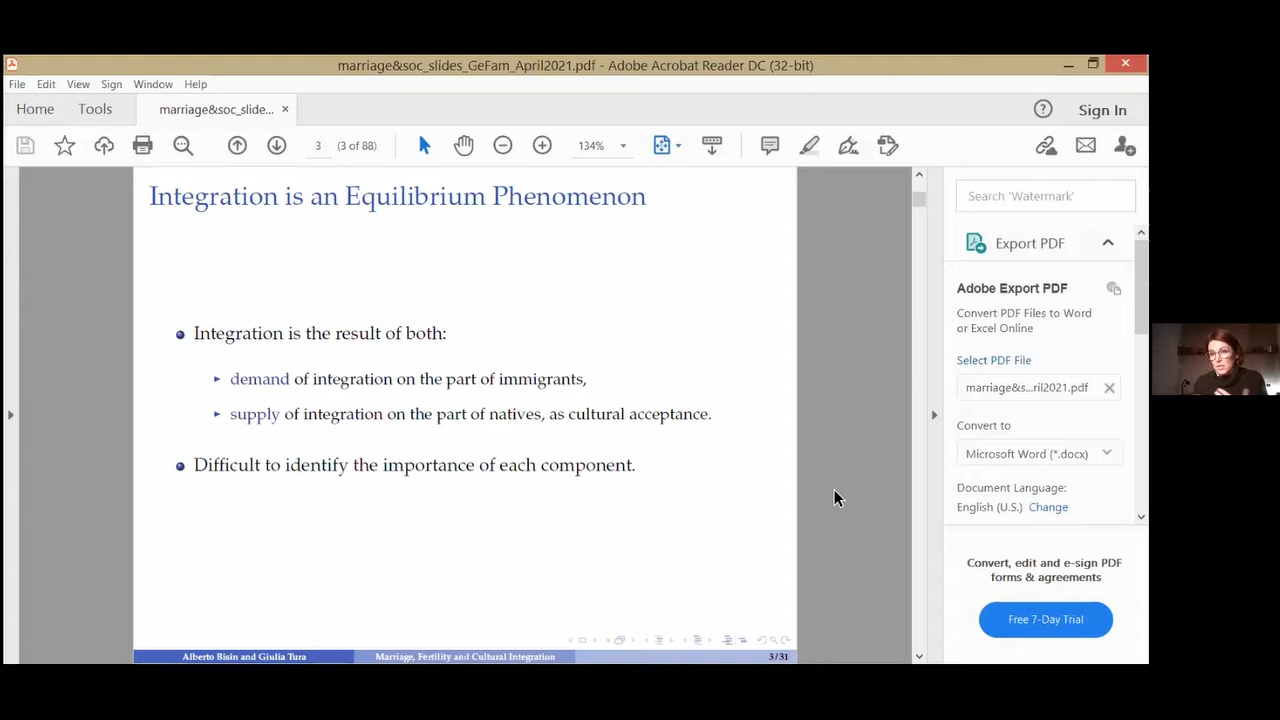 marriage&soc_slides_GeFam_April2021.pdf - Adobe Acrobat Reader DC (32-bit)
File Edit View Sign Window Help
Home Tools marriage&soc_slide... × Sign In
3 (3 of 88) 134%
Integration is an Equilibrium Phenomenon
Integration is the result of both:
demand of integration on the part of immigrants,
supply of integration on the part of natives, as cultural acceptance.
Difficult to identify the importance of each component.
Alberto Bisin and Giulia Tura Marriage, Fertility and Cultural Integration 3/31
Search 'Watermark'
Export PDF
Adobe Export PDF
Convert PDF Files to Word
or Excel Online
Select PDF File
marriage&s...ril2021.pdf
Convert to
Microsoft Word (*.docx)
Document Language:
English (U.S.) Change
Convert, edit and e-sign PDF
forms & agreements
Free 7-Day Trial